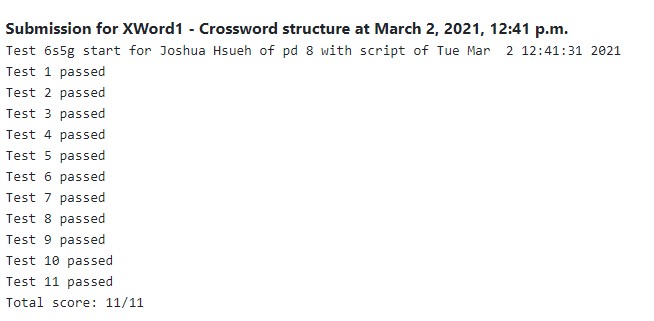 Submission for XWord1 - Crossword structure at March 2, 2021, 12:41 p.m.
Test 6s5g start for Joshua Hsueh of pd 8 with script of Tue Mar  2 12:41:31 2021
Test 1 passed
Test 2 passed
Test 3 passed
Test 4 passed
Test 5 passed
Test 6 passed
Test 7 passed
Test 8 passed
Test 9 passed
Test 10 passed
Test 11 passed
Total score: 11/11